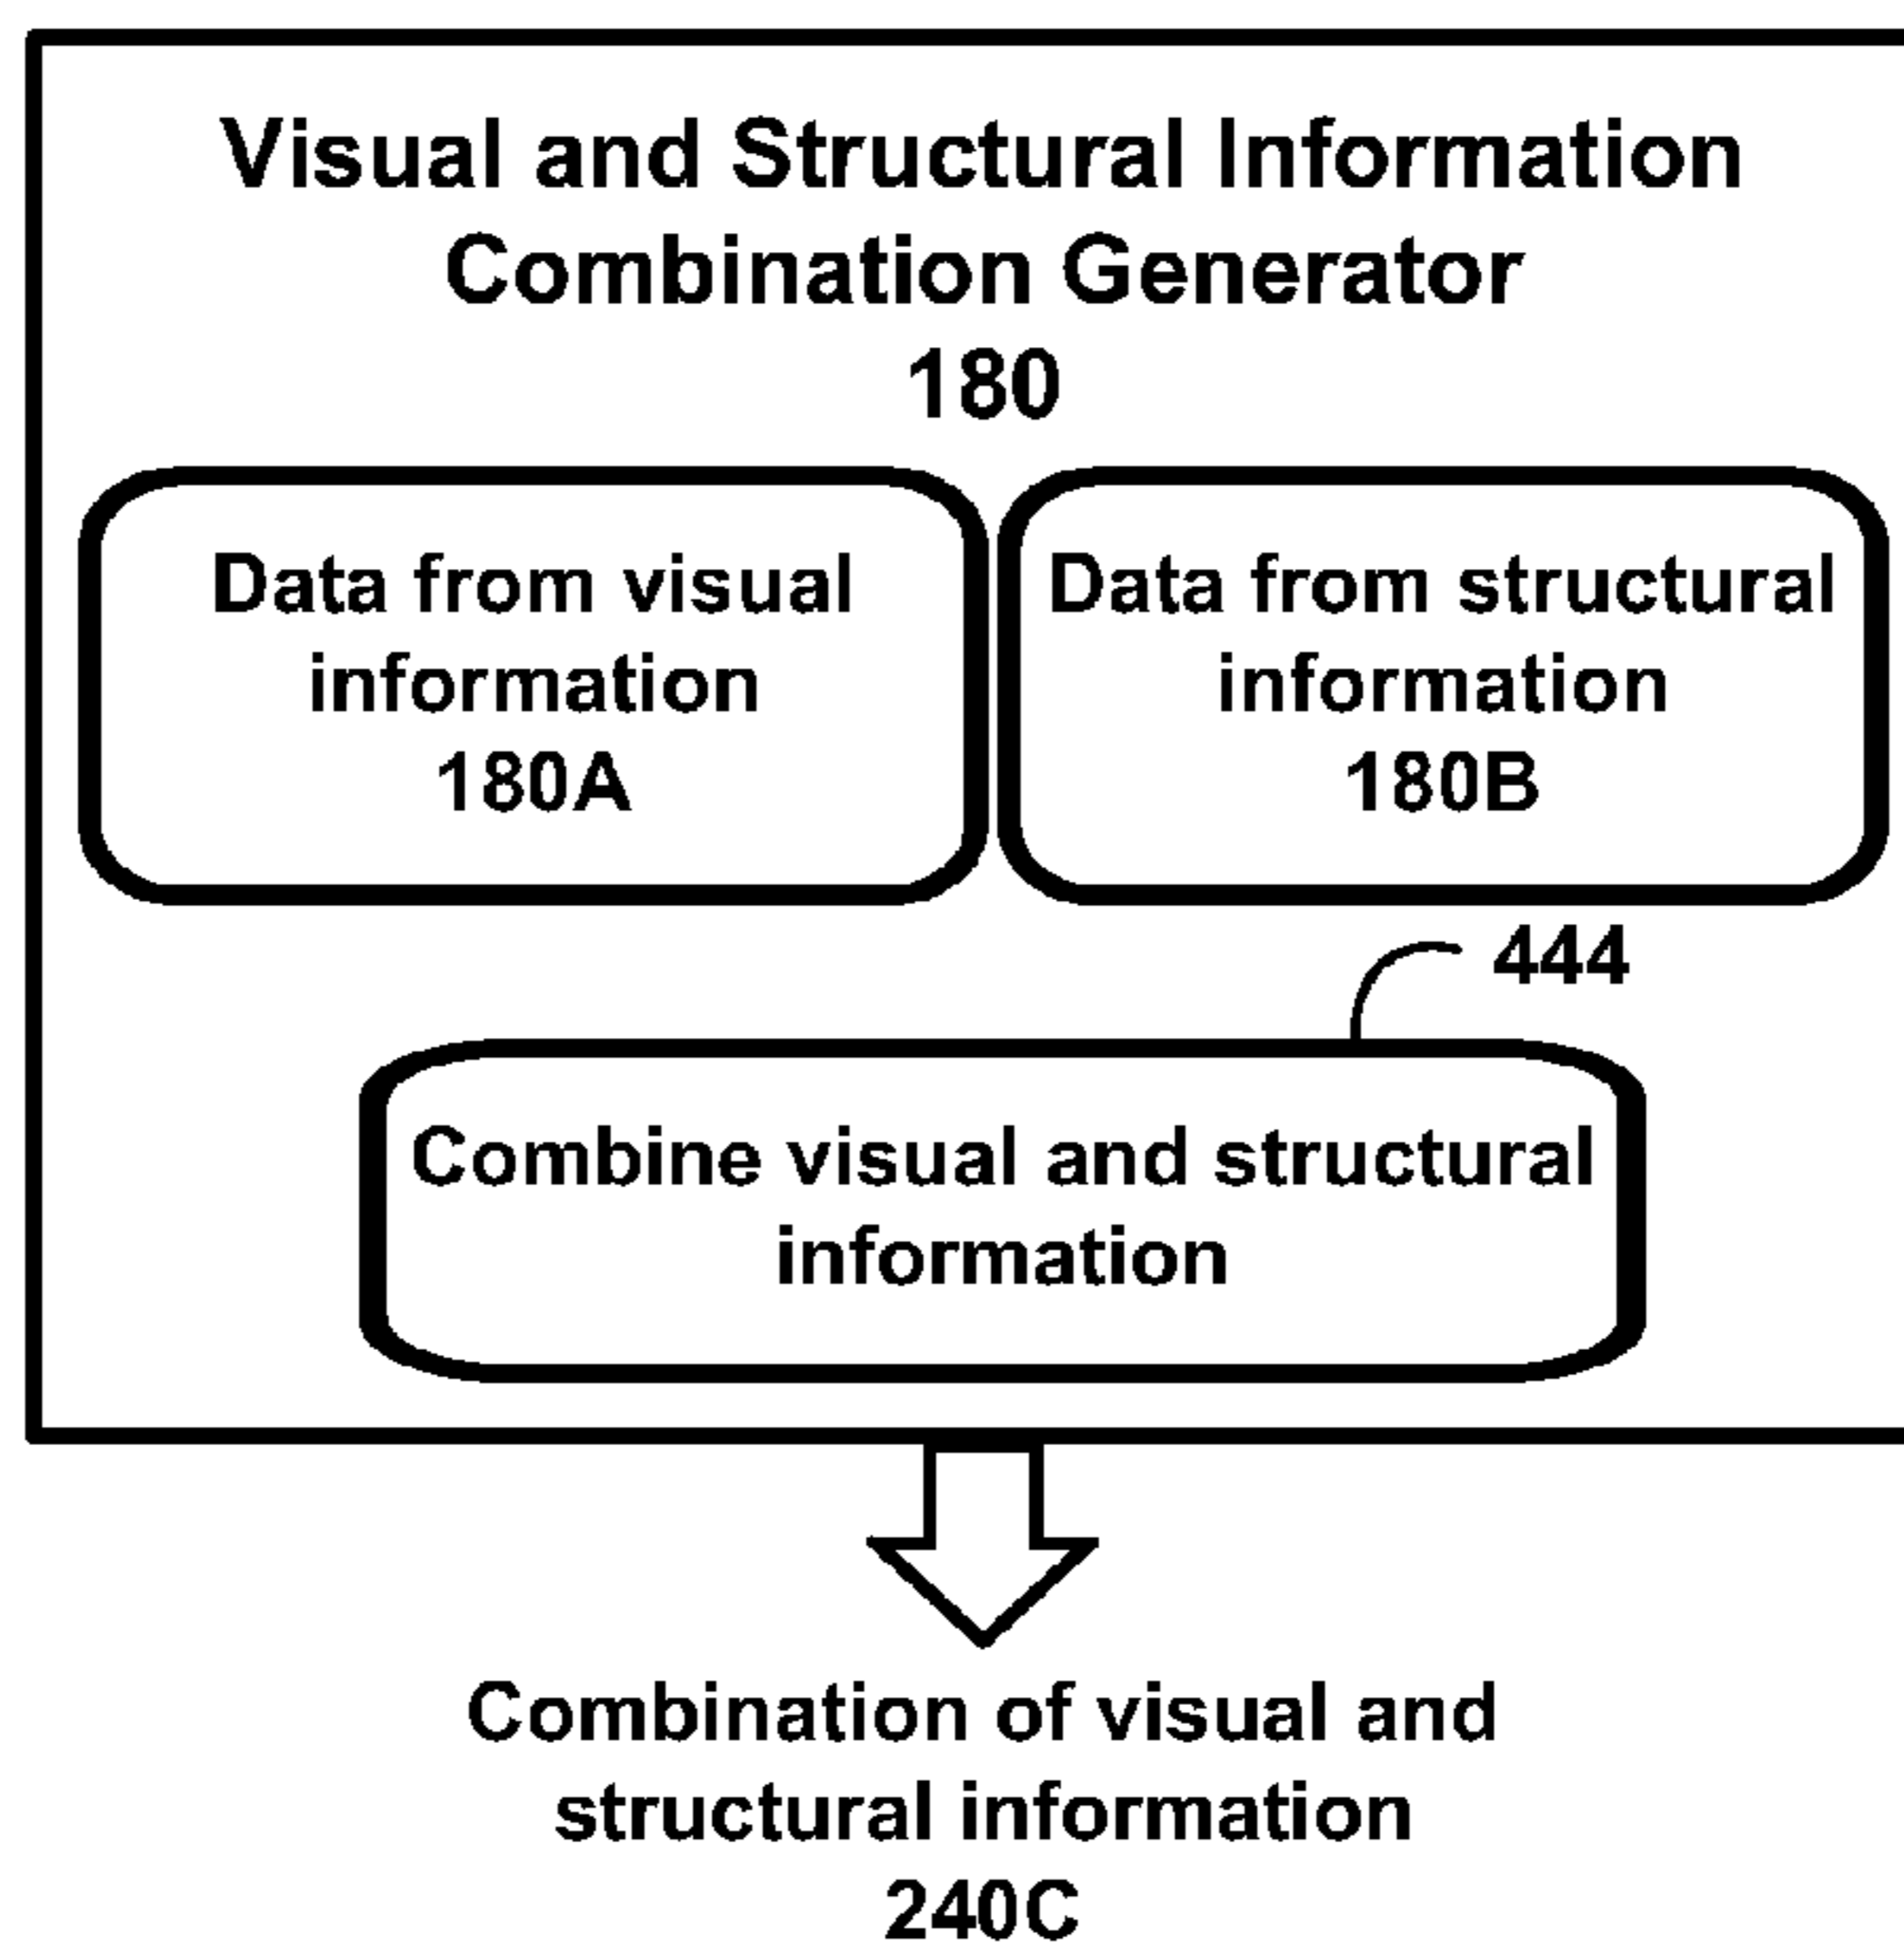 Visual and Structural Information
Combination Generator
180
Data from visual
information
180A
Data from structural
information
180B
444
Combine visual and structural
information
Combination of visual and
structural information
240C